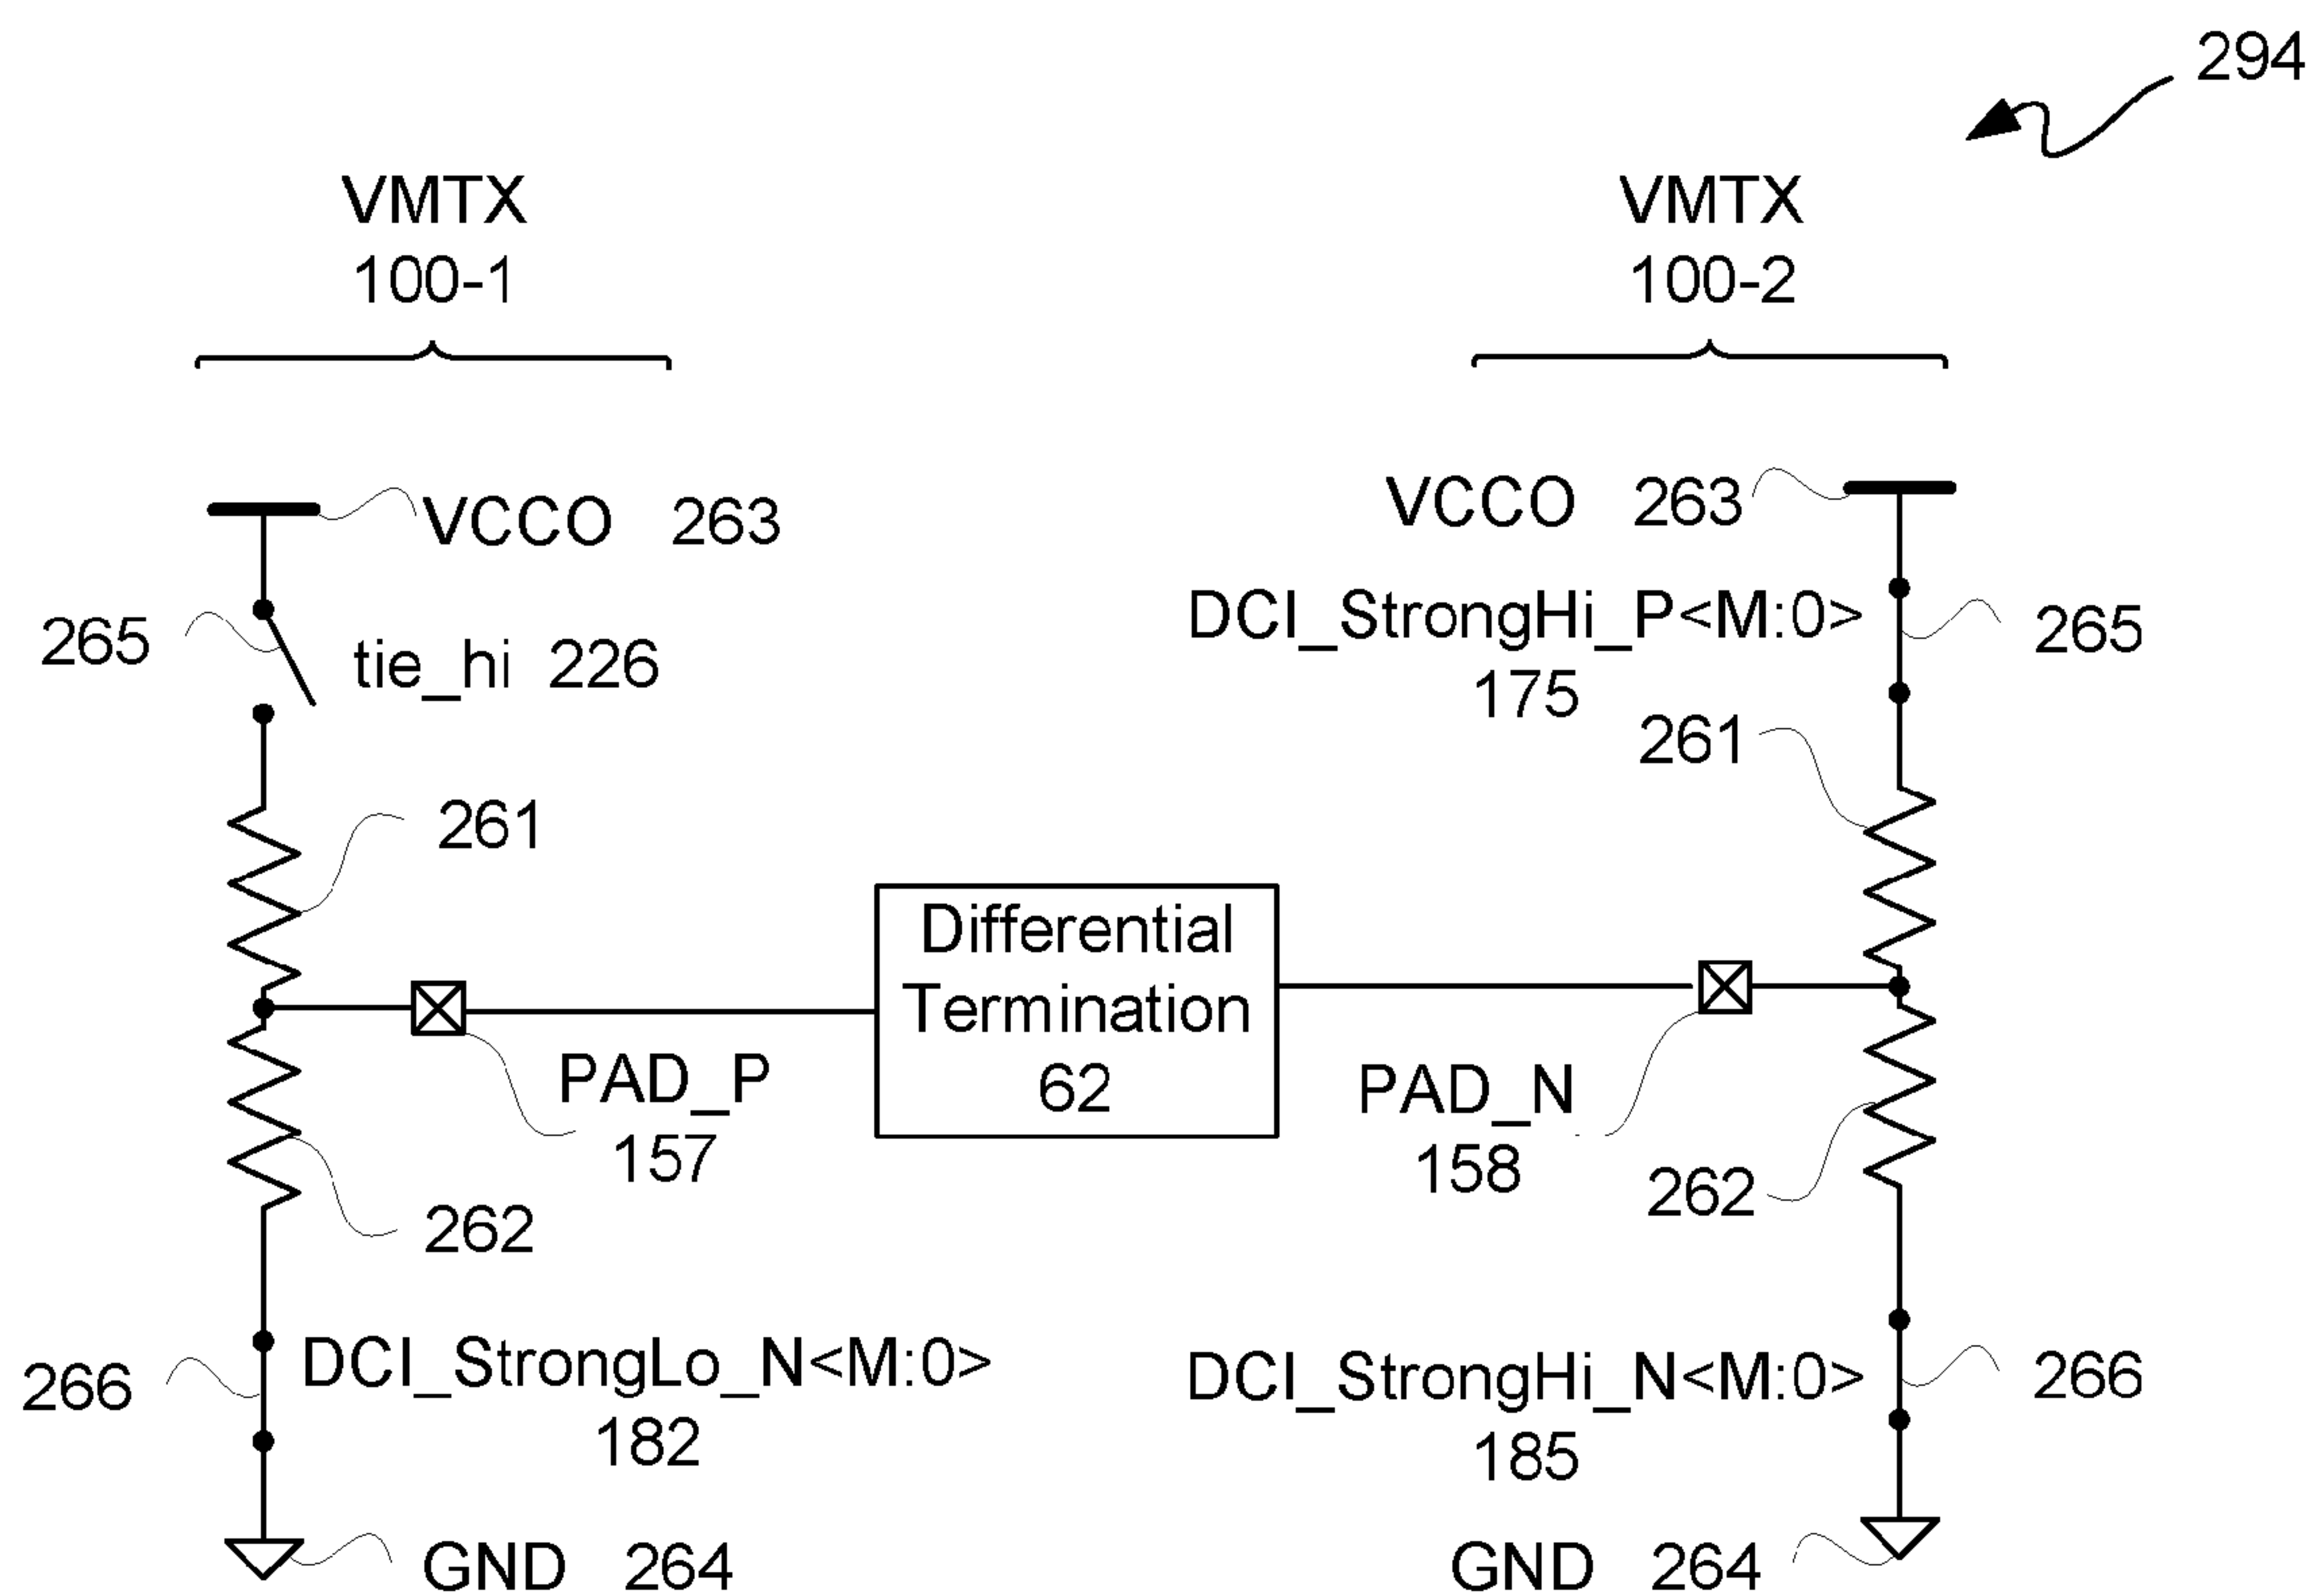 294
VMTX
100-1
VMTX
100-2
VCCO 263
VCCO 263
265
tie_hi 226
DCI_StrongHi_P<M:0>
175
265
261
261
Differential
Termination
62
PAD_P
157
PAD_N
158
262
262
266
DCI_StrongLo_N<M:0>
182
DCI_StrongHi_N<M:0>
185
266
GND 264
GND 264